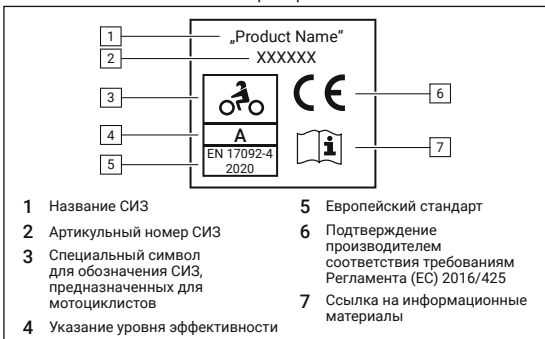 1
„Product Name“
2
XXXXXX
3
CE
6
4
A
i
7
5
EN 17092-4
2020
1 Название СИЗ
2 Артикульный номер СИЗ
3 Специальный символ
для обозначения СИЗ,
предназначенных для
мотоциклистов
4 Указание уровня эффективности
5 Европейский стандарт
6 Подтверждение
производителем
соответствия требованиям
Регламента (ЕС) 2016/425
7 Ссылка на информационные
материалы